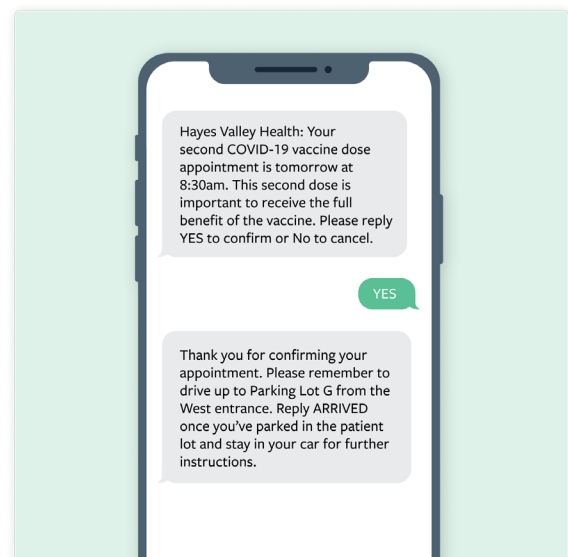 Hayes Valley Health: Your
second COVID-19 vaccine dose
appointment is tomorrow at
8:30am. This second dose is
important to receive the full
benefit of the vaccine. Please reply
YES to confirm or No to cancel.
YES
Thank you for confirming your
appointment. Please remember to
drive up to Parking Lot G from the
West entrance. Reply ARRIVED
once you’ve parked in the patient
lot and stay in your car for further
instructions.